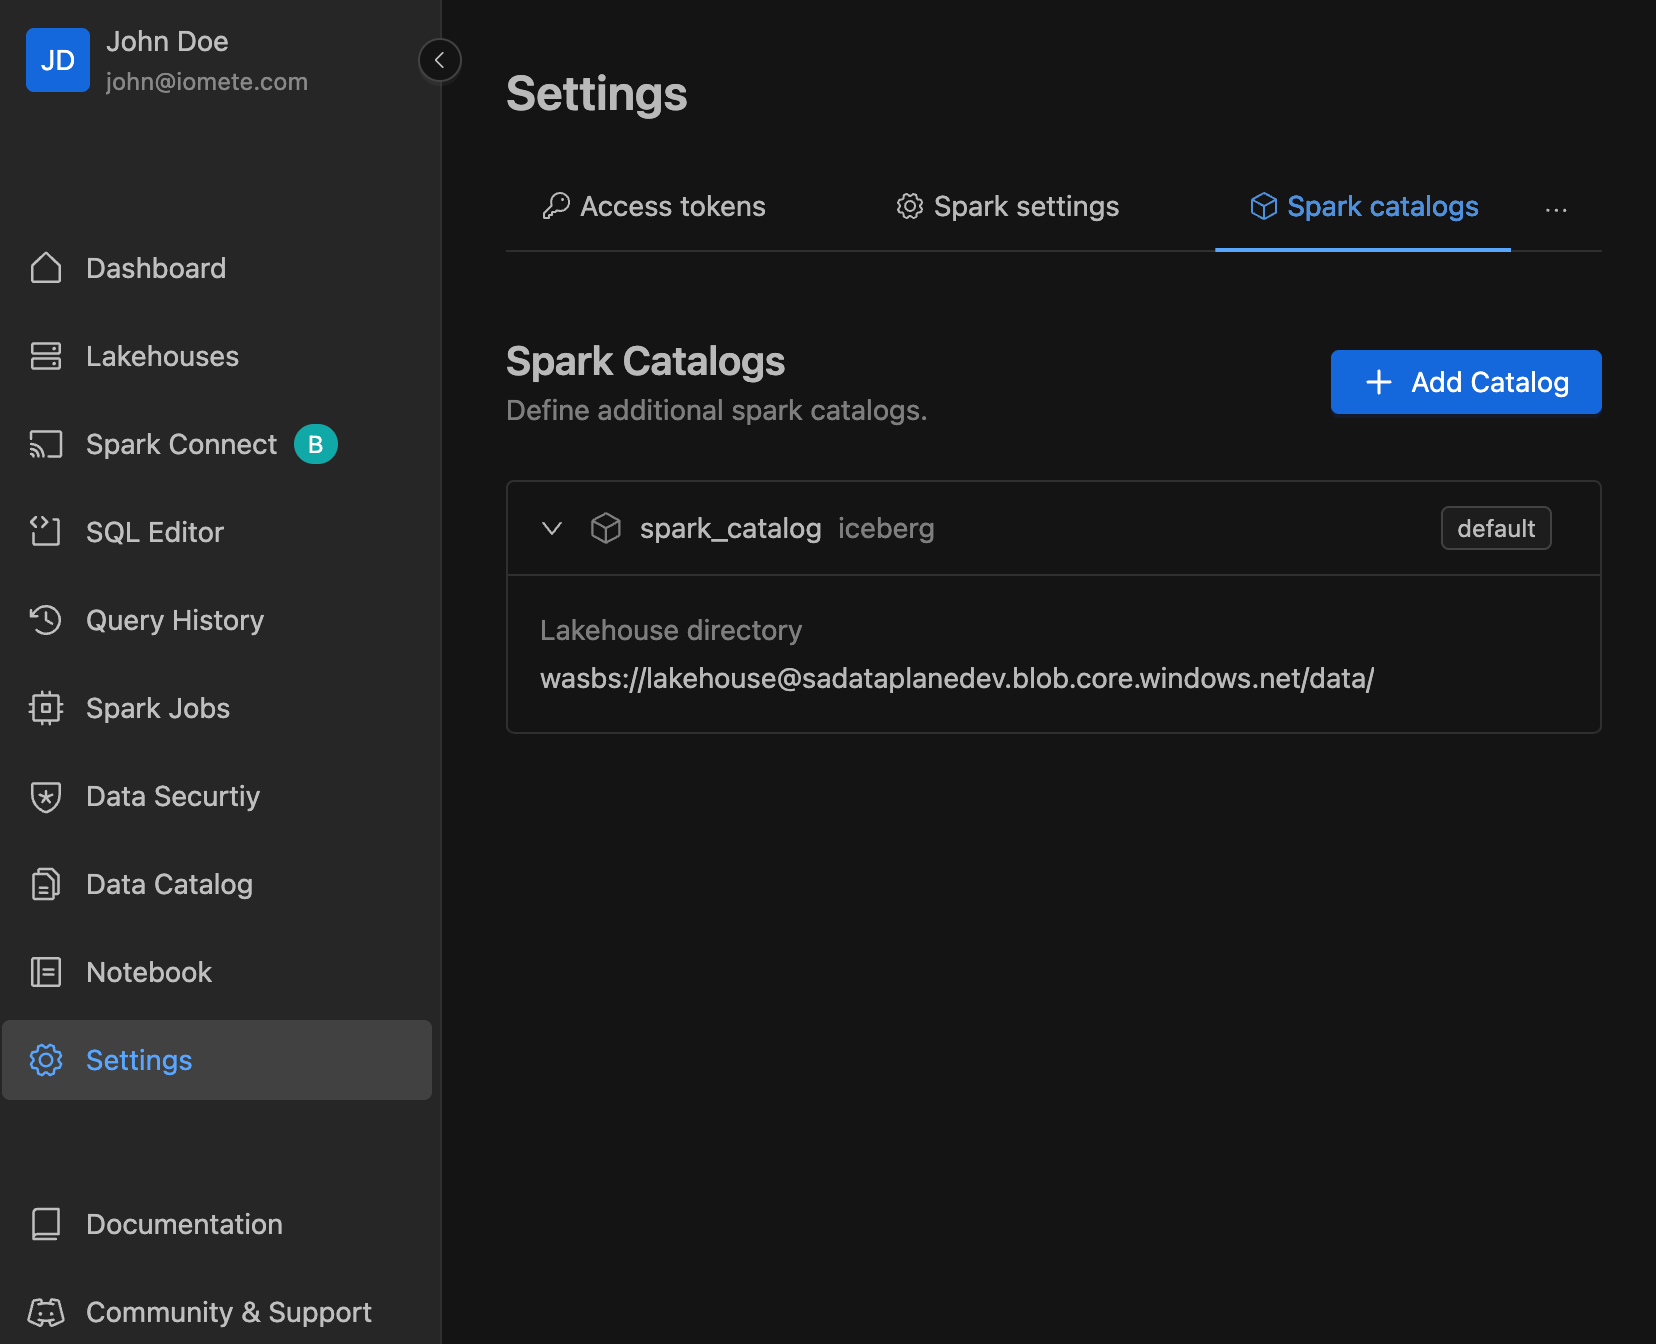 JD
John Doe
john@iomete.com
Dashboard
Lakehouses
Spark Connect B
SQL Editor
Query History
Spark Jobs
Data Securtiy
Data Catalog
Notebook
Settings
Documentation
Community & Support
Settings
Access tokens
Spark settings
Spark catalogs
...
Spark Catalogs
Define additional spark catalogs.
Add Catalog
spark_catalog iceberg
default
Lakehouse directory
wasbs://lakehouse@sadataplanedev.blob.core.windows.net/data/